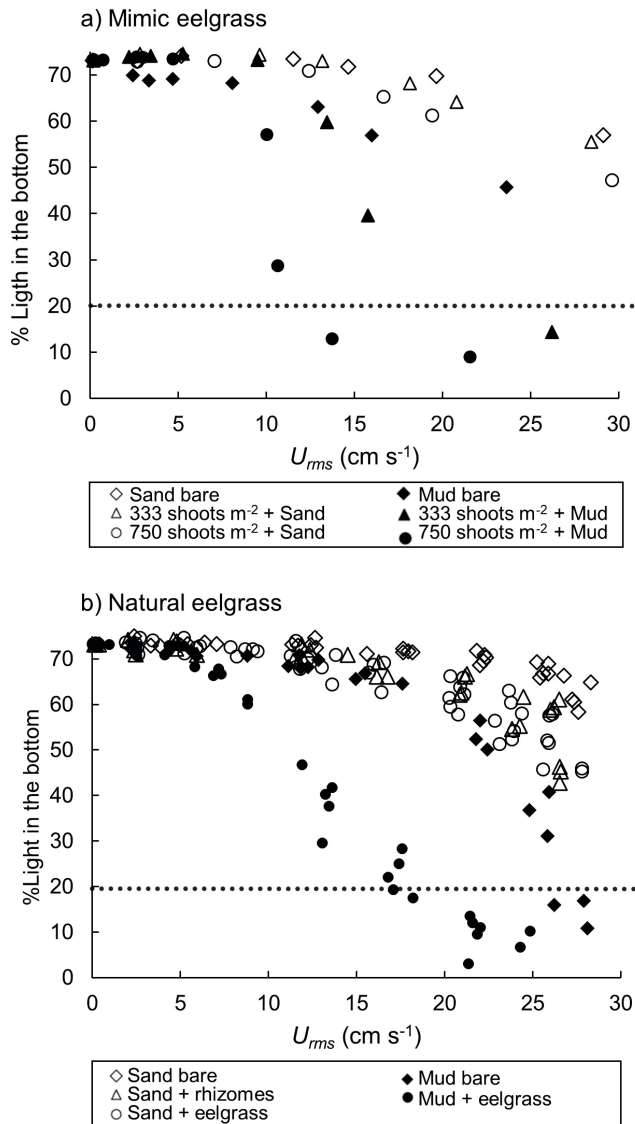 a) Mimic eelgrass
% Ligth in the bottom
70
60
50
40
30
20
10
0
0 5 10 15 20 25 30
Urms (cm s⁻¹)
◇ Sand bare ◆ Mud bare
△ 333 shoots m⁻² + Sand ▲ 333 shoots m⁻² + Mud
○ 750 shoots m⁻² + Sand ● 750 shoots m⁻² + Mud
b) Natural eelgrass
%Light in the bottom
70
60
50
40
30
20
10
0
0 5 10 15 20 25 30
Urms (cm s⁻¹)
◇ Sand bare ◆ Mud bare
△ Sand + rhizomes ● Mud + eelgrass
○ Sand + eelgrass